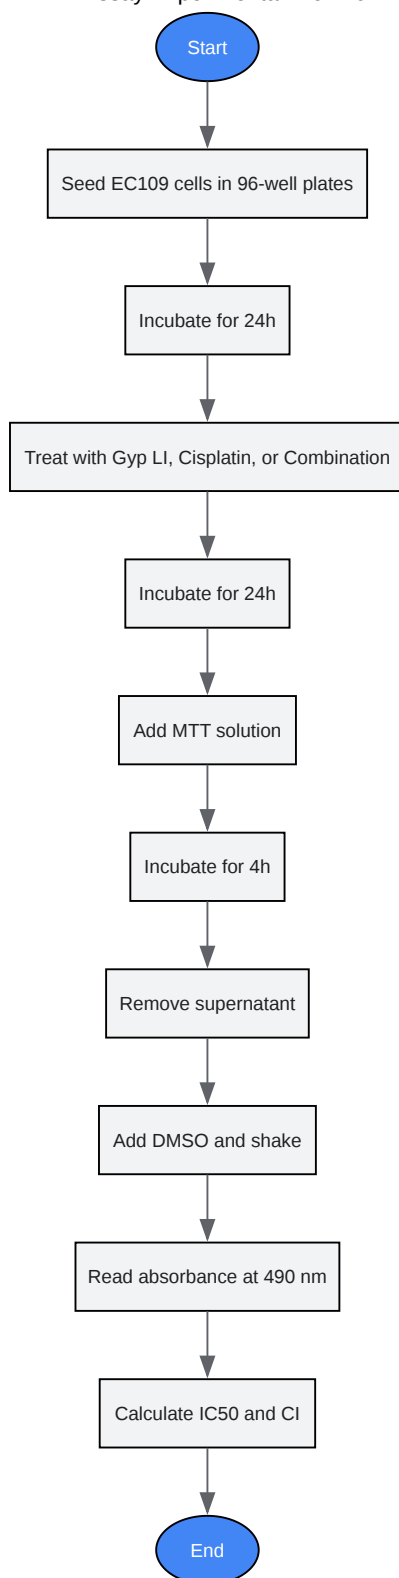 Start
Seed EC109 cells in 96-well plates
Incubate for 24h
Treat with Gyp LI, Cisplatin, or Combination
Incubate for 24h
Add MTT solution
Incubate for 4h
Remove supernatant
Add DMSO and shake
Read absorbance at 490 nm
Calculate IC50 and CI
End